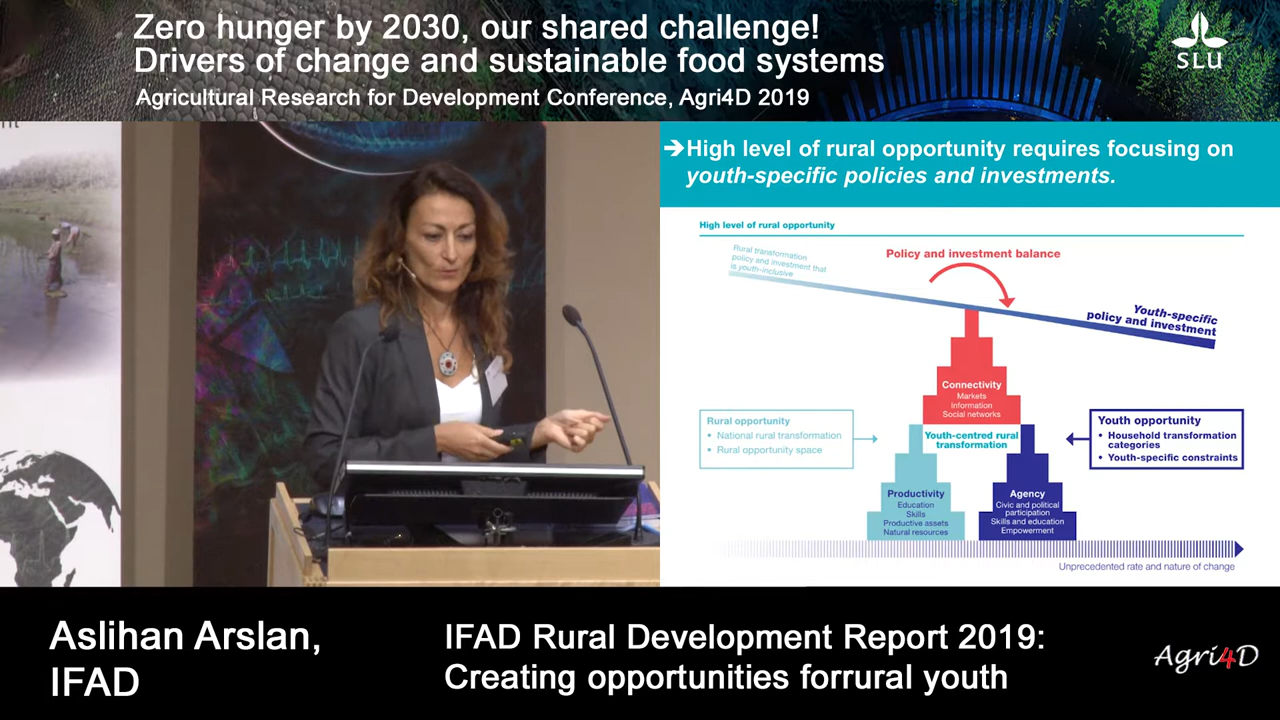 Zero hunger by 2030, our shared challenge!
Drivers of change and sustainable food systems
Agricultural Research for Development Conference, Agri4D 2019
SLU
➔High level of rural opportunity requires focusing on
youth-specific policies and investments.
High level of rural opportunity
Rural transformation
policy and investment that
is youth-inclusive
Policy and investment balance
Youth-specific
policy and investment
Connectivity
Markets
Information
Social networks
Rural opportunity
• National rural transformation
• Rural opportunity space
Youth-centred rural
transformation
Youth opportunity
• Household transformation
categories
• Youth-specific constraints
Productivity
Education
Skills
Productive assets
Natural resources
Agency
Civic and political
participation
Skills and education
Empowerment
Unprecedented rate and nature of change
Aslihan Arslan,
IFAD
IFAD Rural Development Report 2019:
Creating opportunities forrural youth
Agri4D